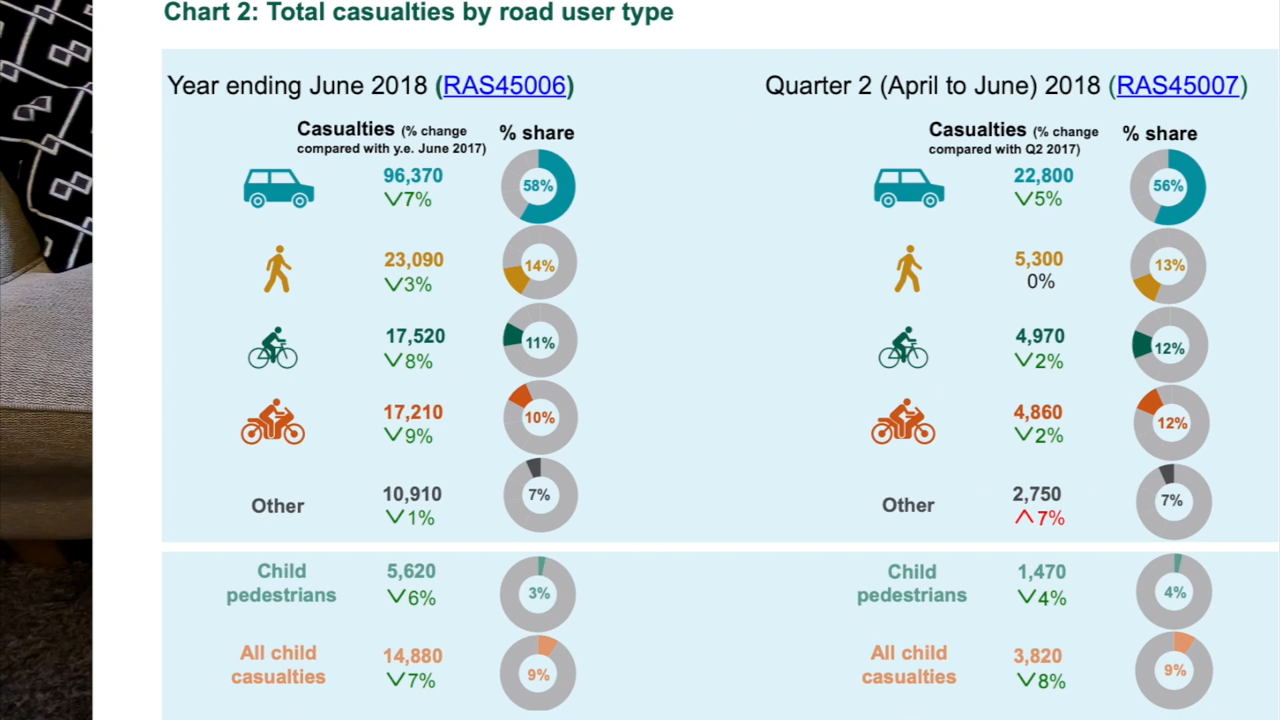 Chart 2: Total casualties by road user type
Year ending June 2018 (RAS45006)
Casualties (% change
compared with y.e. June 2017)
% share
96,370
7%
58%
23,090
3%
14%
17,520
8%
11%
17,210
9%
10%
Other
10,910
1%
7%
Child
pedestrians
5,620
6%
3%
All child
casualties
14,880
7%
9%
Quarter 2 (April to June) 2018 (RAS45007)
Casualties (% change
compared with Q2 2017)
% share
22,800
5%
56%
5,300
0%
13%
4,970
2%
12%
4,860
2%
12%
Other
2,750
7%
7%
Child
pedestrians
1,470
4%
4%
All child
casualties
3,820
8%
9%